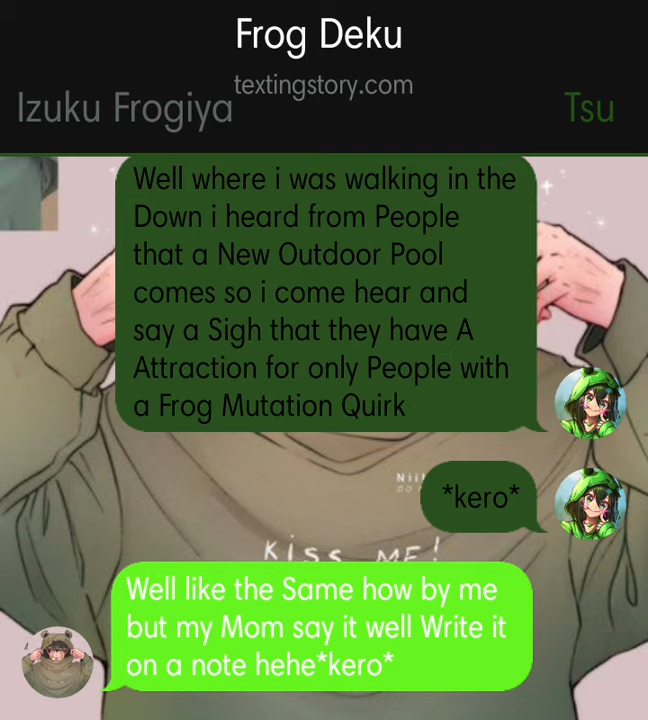 Frog Deku
textingstory.com
Izuku Frogiya
Tsu
Well where i was walking in the
Down i heard from People
that a New Outdoor Pool
comes so i come hear and
say a Sigh that they have A
Attraction for only People with
a Frog Mutation Quirk
*kero*
KISS ME!
Well like the Same how by me
but my Mom say it well Write it
on a note hehe*kero*